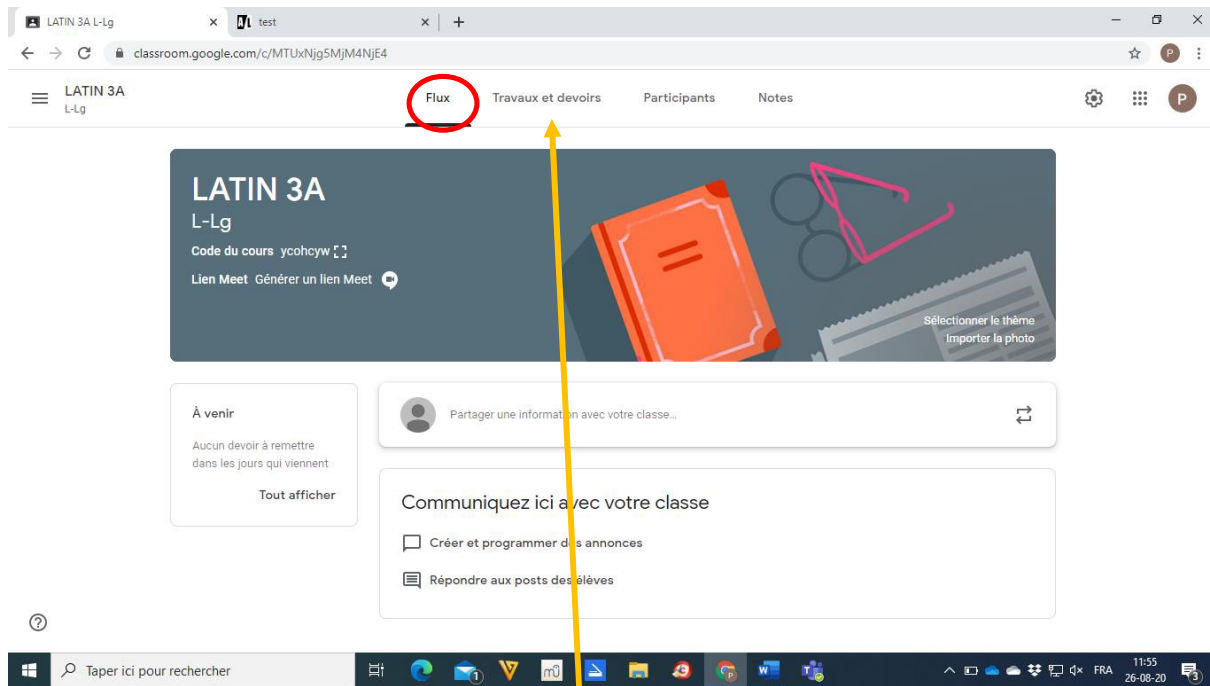 LATIN 3A L-Lg
test
classroom.google.com/c/MTUxNjg5MjM4NjE4
P
LATIN 3A
L-Lg
Flux
Travaux et devoirs
Participants
Notes
P
LATIN 3A
L-Lg
Code du cours ycohcyw
Lien Meet Générer un lien Meet
Sélectionner le thème
Importer la photo
À venir
Aucun devoir à remettre
dans les jours qui viennent
Tout afficher
Partager une information avec votre classe…
Communiquez ici avec votre classe
Créer et programmer des annonces
Répondre aux posts des élèves
Taper ici pour rechercher
FRA
11:55
26-08-20